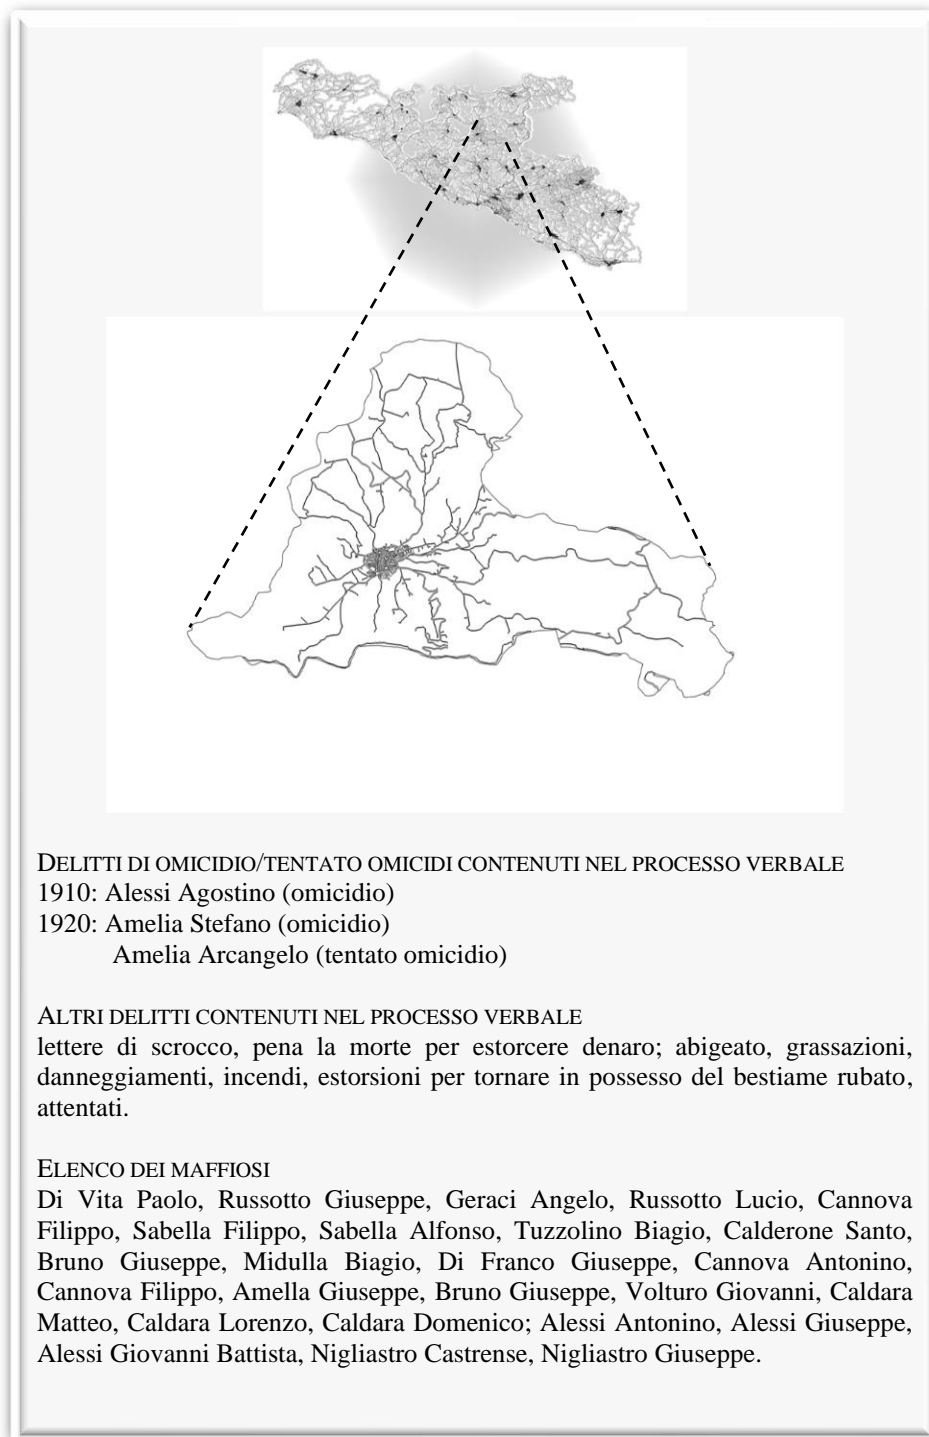 DELITTI DI OMICIDIO/TENTATO OMICIDI CONTENUTI NEL PROCESSO VERBALE
1910: Alessi Agostino (omicidio)
1920: Amelia Stefano (omicidio)
Amelia Arcangelo (tentato omicidio)
ALTRI DELITTI CONTENUTI NEL PROCESSO VERBALE
lettere di scrocco, pena la morte per estorcere denaro; abigeato, grassazioni,
danneggiamenti, incendi, estorsioni per tornare in possesso del bestiame rubato,
attentati.
ELENCO DEI MAFFIOSI
Di Vita Paolo, Russotto Giuseppe, Geraci Angelo, Russotto Lucio, Cannova
Filippo, Sabella Filippo, Sabella Alfonso, Tuzzolino Biagio, Calderone Santo,
Bruno Giuseppe, Midulla Biagio, Di Franco Giuseppe, Cannova Antonino,
Cannova Filippo, Amella Giuseppe, Bruno Giuseppe, Volturo Giovanni, Caldara
Matteo, Caldara Lorenzo, Caldara Domenico; Alessi Antonino, Alessi Giuseppe,
Alessi Giovanni Battista, Nigliastro Castrense, Nigliastro Giuseppe.